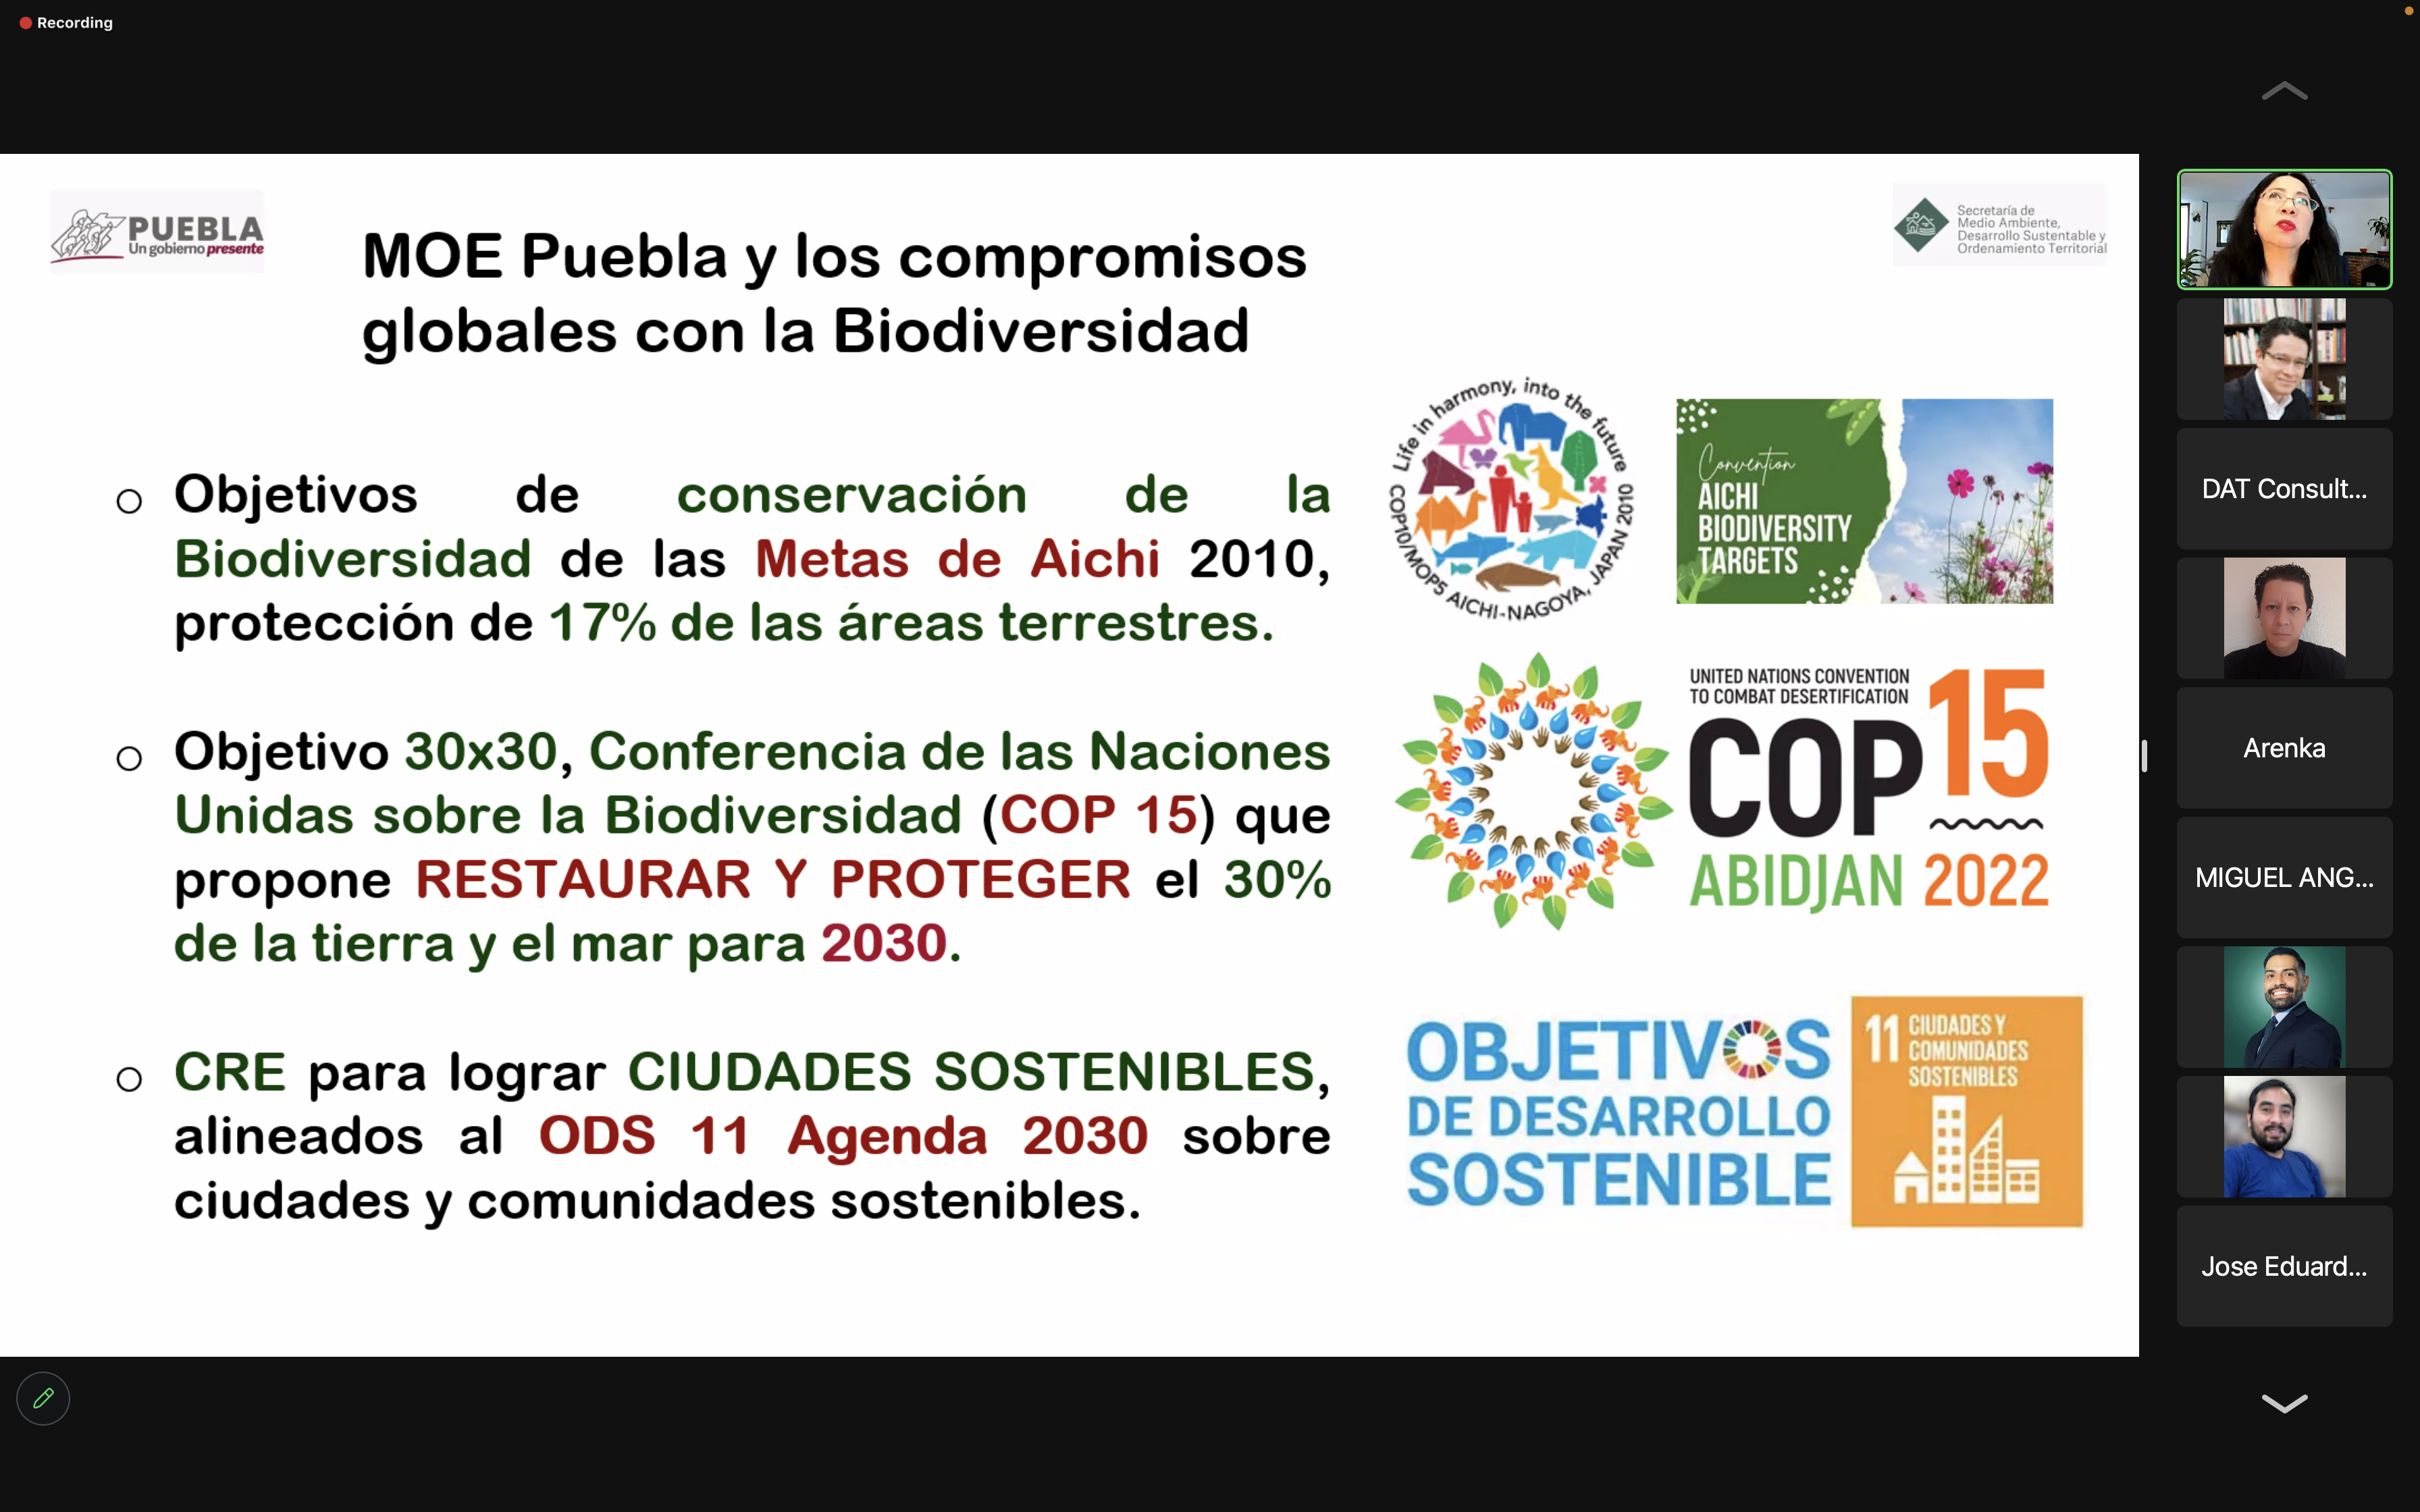 Recording
PUEBLA
Un gobierno presente
MOE Puebla y los compromisos
globales con la Biodiversidad
Secretaría de
Medio Ambiente,
Desarrollo Sustentable y
Ordenamiento Territorial
Objetivos de conservación de la
Biodiversidad de las Metas de Aichi 2010,
protección de 17% de las áreas terrestres.
Objetivo 30x30, Conferencia de las Naciones
Unidas sobre la Biodiversidad (COP 15) que
propone RESTAURAR Y PROTEGER el 30%
de la tierra y el mar para 2030.
CRE para lograr CIUDADES SOSTENIBLES,
alineados al ODS 11 Agenda 2030 sobre
ciudades y comunidades sostenibles.
Life in harmony, into the future
COP10/MOP5 AICHI-NAGOYA, JAPAN 2010
Convention
AICHI
BIODIVERSITY
TARGETS
UNITED NATIONS CONVENTION
TO COMBAT DESERTIFICATION
COP15
ABIDJAN 2022
OBJETIVOS
DE DESARROLLO
SOSTENIBLE
11 CIUDADES Y
COMUNIDADES
SOSTENIBLES
DAT Consult...
Arenka
MIGUEL ANG...
Jose Eduard...